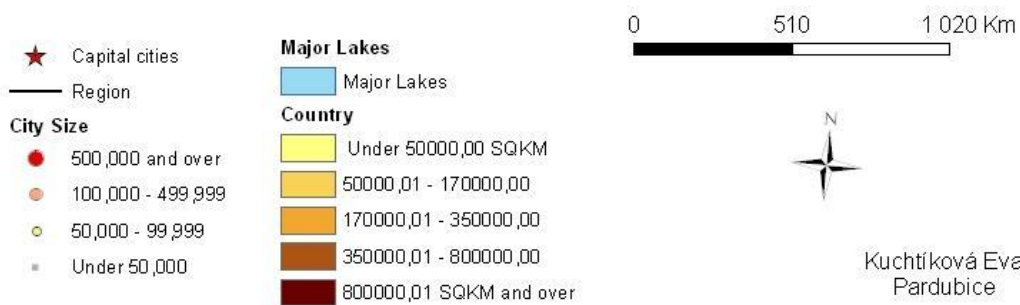 0 510 1 020 Km
Capital cities
Region
City Size
500,000 and over
100,000 - 499,999
50,000 - 99,999
Under 50,000
Major Lakes
Major Lakes
Country
Under 50000,00 SQKM
50000,01 - 170000,00
170000,01 - 350000,00
350000,01 - 800000,00
800000,01 SQKM and over
N
Kuchtíková Eva
Pardubice